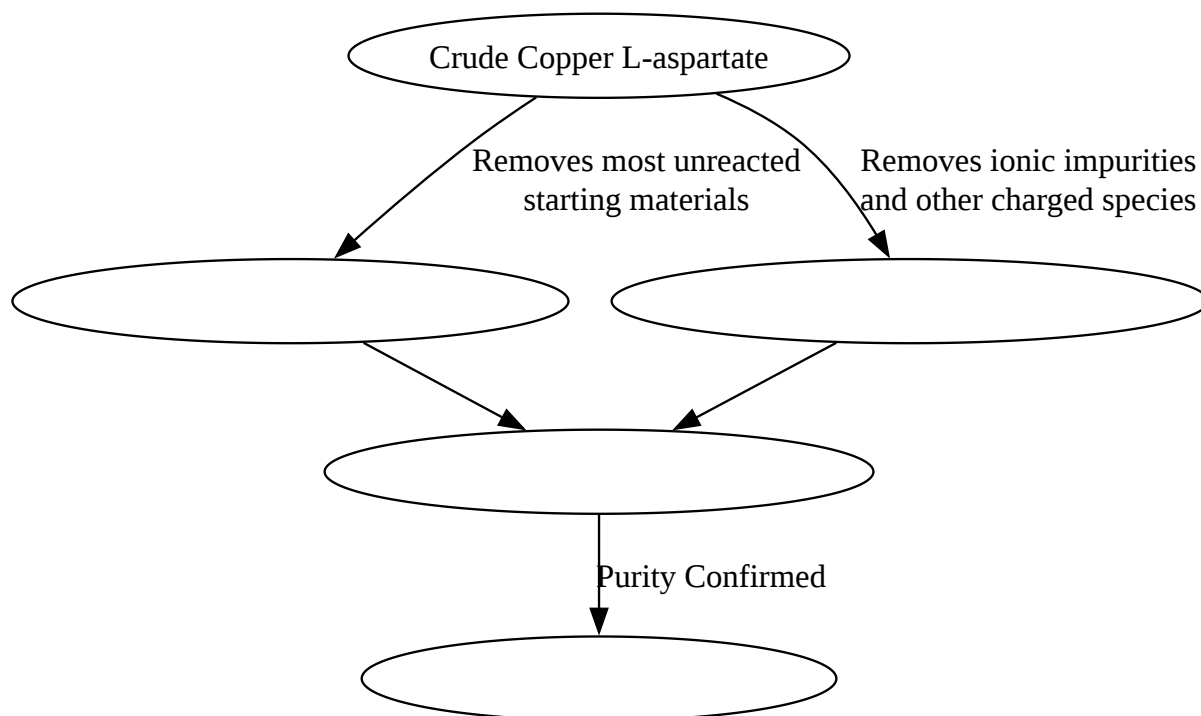 Crude Copper L-aspartate
Removes most unreacted
starting materials
Removes ionic impurities
and other charged species
Purity Confirmed